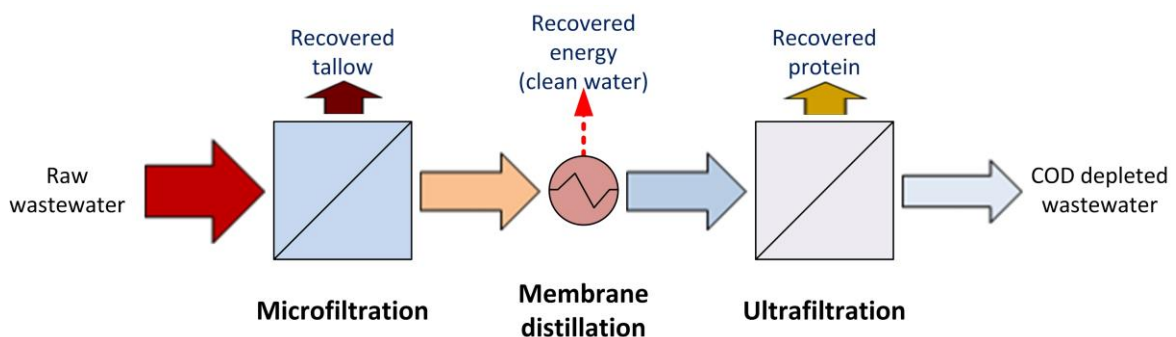 Recovered
tallow
Recovered
energy
(clean water)
Recovered
protein
Raw
wastewater
COD depleted
wastewater
Microfiltration
Membrane
distillation
Ultrafiltration